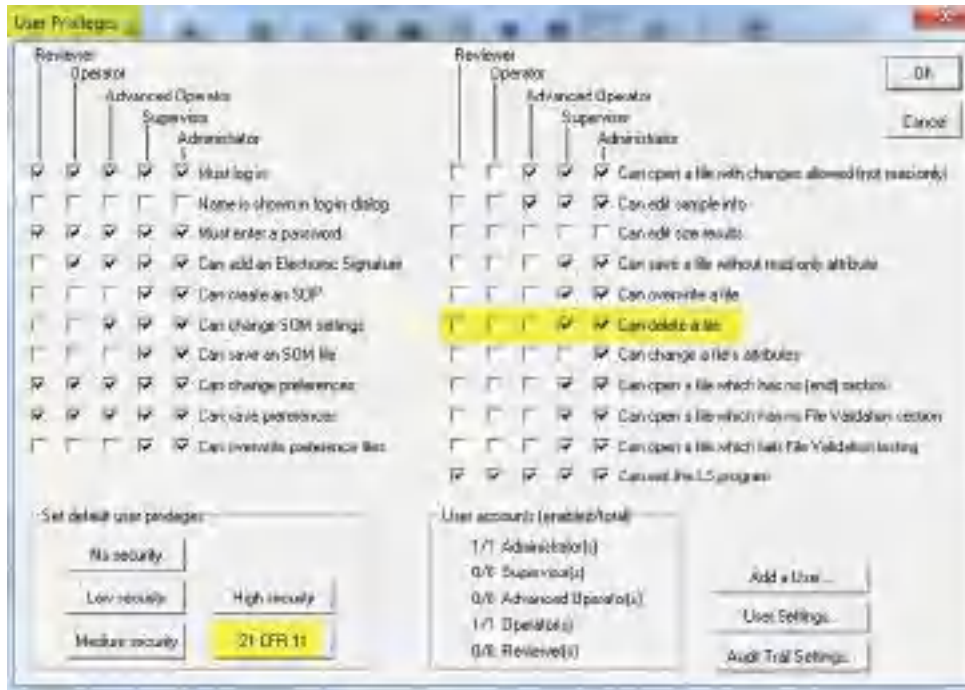 User Privileges
Reviewer
Operator
Advanced Operator
Supervisor
Administrator
Must log in
Name is shown in login dialog
Must enter a password
Can add an Electronic Signature
Can create an SOP
Can change SOM settings
Can save an SOM file
Can change preferences
Can save preferences
Can overwrite preference files
Reviewer
Operator
Advanced Operator
Supervisor
Administrator
Can open a file with changes allowed (not read only)
Can edit sample info
Can edit size results
Can save a file without read only attribute
Can overwrite a file
Can delete a file
Can change a file's attributes
Can open a file which has no [end] section
Can open a file which has no File Validation section
Can open a file which fails File Validation testing
Can exit the LS program
OK
Cancel
Set default user privileges
No security
Low security
High security
Medium security
21 CFR 11
User accounts (enabled/total)
1/1 Administrator(s)
0/0 Supervisor(s)
0/0 Advanced Operator(s)
1/1 Operator(s)
0/0 Reviewer(s)
Add a User...
User Settings...
Audit Trail Settings...